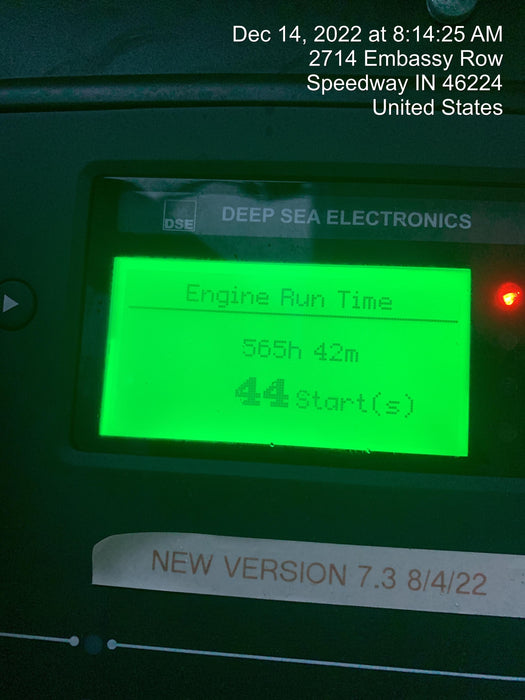 Dec 14, 2022 at 8:14:25 AM
2714 Embassy Row
Speedway IN 46224
United States
DSE DEEP SEA ELECTRONICS
Engine Run Time
565h 42m
44 Start(s)
NEW VERSION 7.3 8/4/22